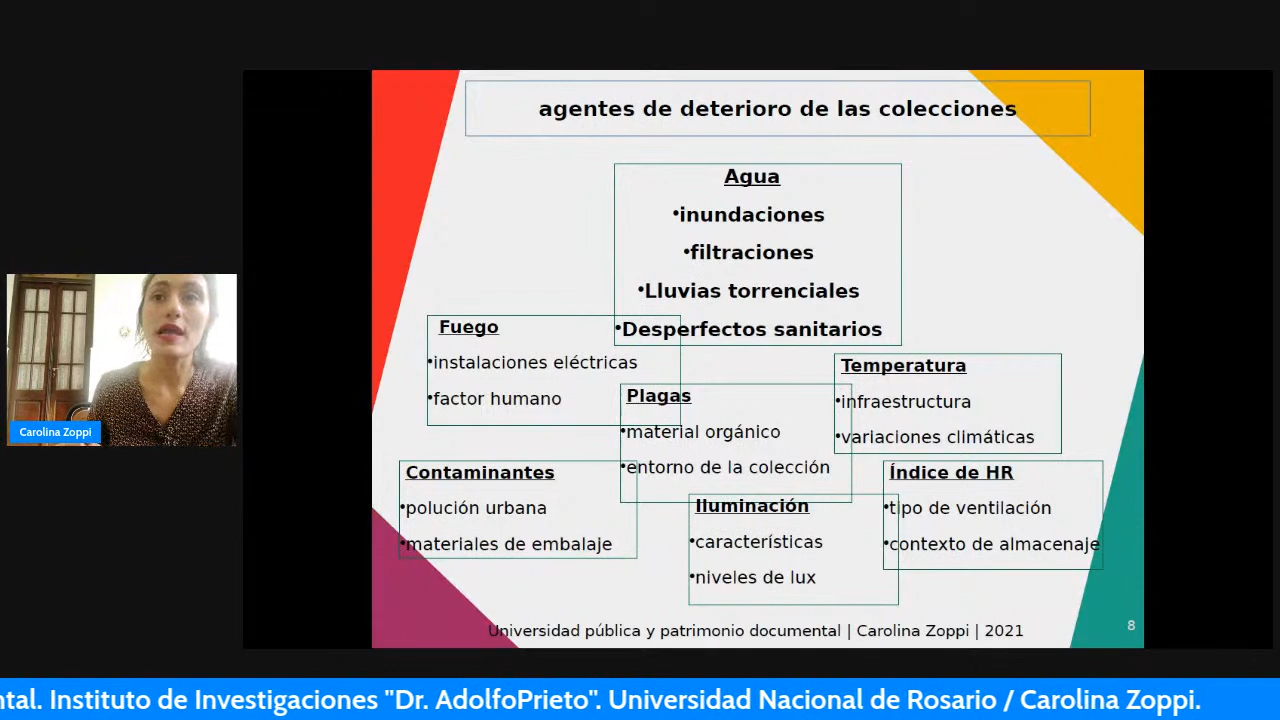 agentes de deterioro de las colecciones
Agua
•inundaciones
•filtraciones
•Lluvias torrenciales
•Desperfectos sanitarios
Fuego
•instalaciones eléctricas
•factor humano
Plagas
•material orgánico
•entorno de la colección
Temperatura
•infraestructura
•variaciones climáticas
Contaminantes
•polución urbana
•materiales de embalaje
Iluminación
•características
•niveles de lux
Índice de HR
•tipo de ventilación
•contexto de almacenaje
Universidad pública y patrimonio documental | Carolina Zoppi | 2021
8
Carolina Zoppi
ntal. Instituto de Investigaciones "Dr. AdolfoPrieto". Universidad Nacional de Rosario / Carolina Zoppi.